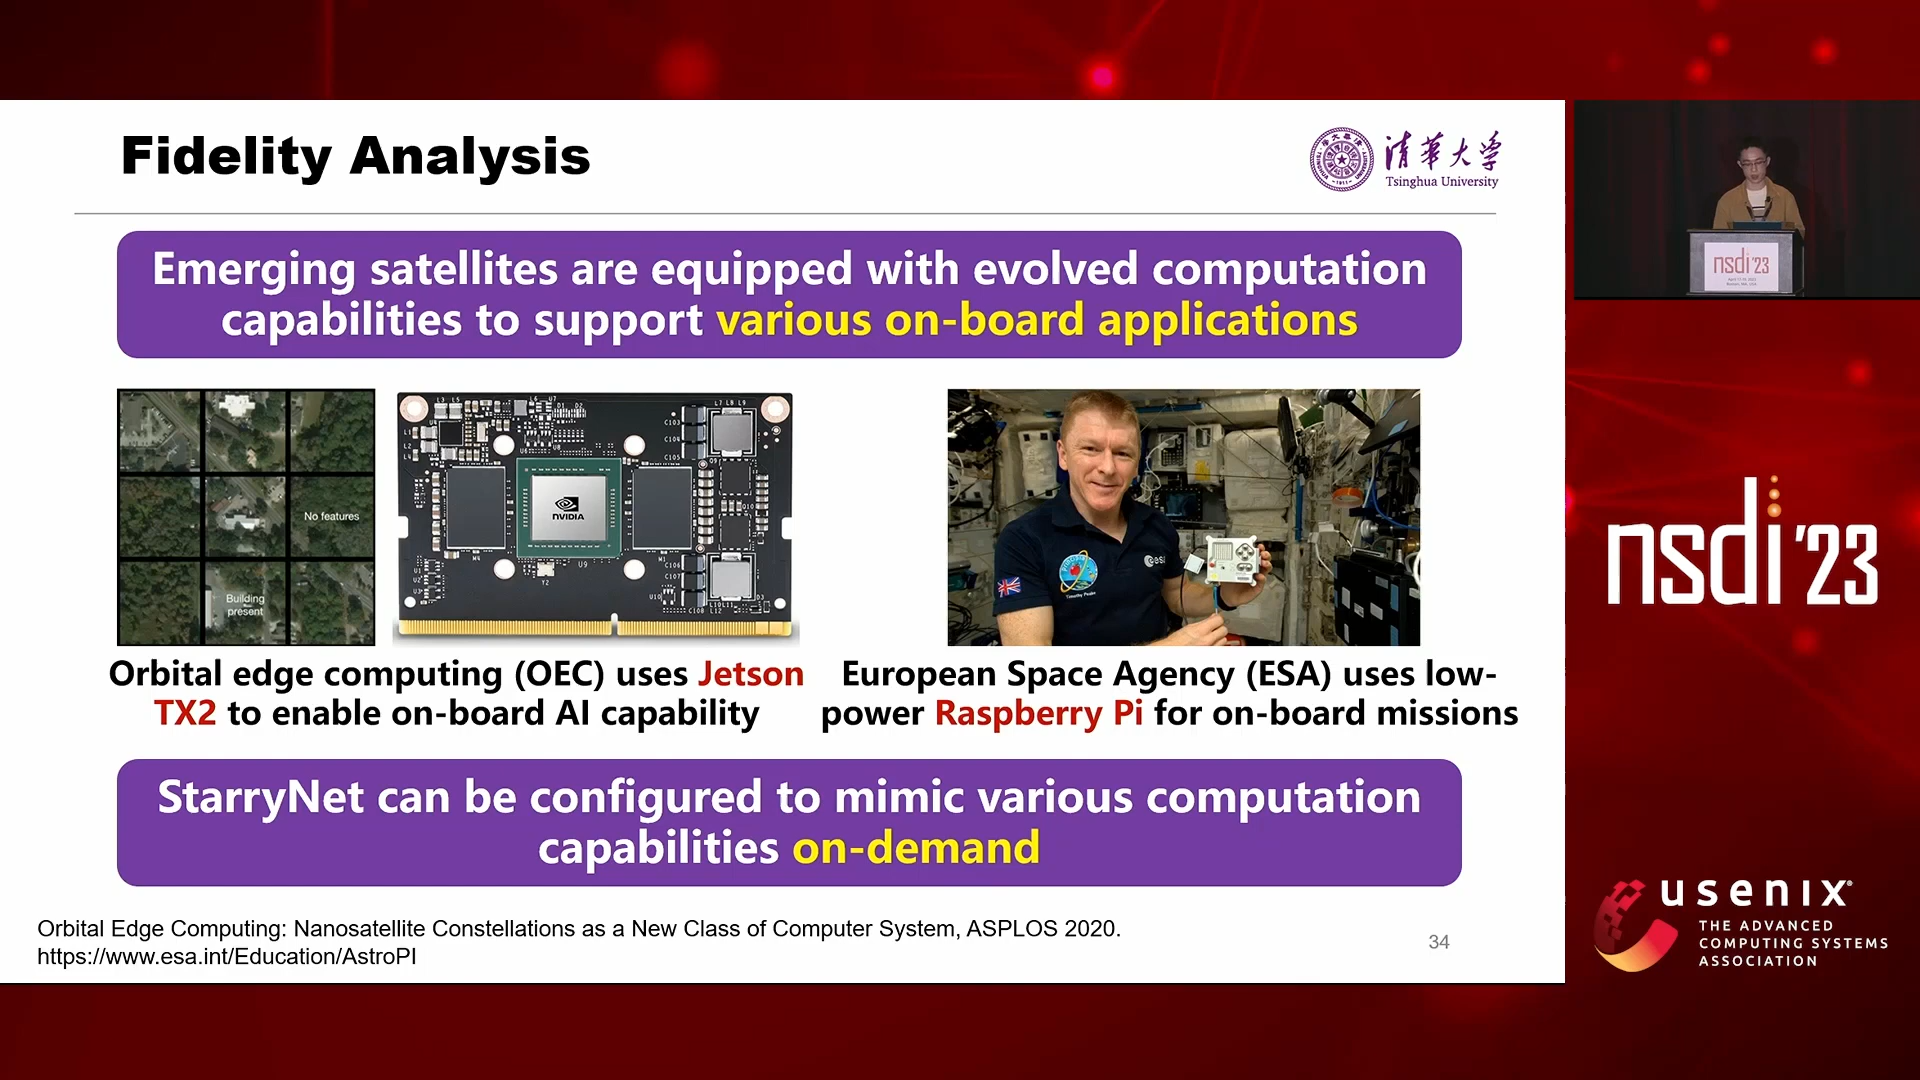 Fidelity Analysis
清華大学
Tsinghua University
Emerging satellites are equipped with evolved computation
capabilities to support various on-board applications
No features
Building
present
NVIDIA
esa
Orbital edge computing (OEC) uses Jetson
TX2 to enable on-board AI capability
European Space Agency (ESA) uses low-
power Raspberry Pi for on-board missions
StarryNet can be configured to mimic various computation
capabilities on-demand
Orbital Edge Computing: Nanosatellite Constellations as a New Class of Computer System, ASPLOS 2020.
https://www.esa.int/Education/AstroPI
34
nsdi'23
nsdi '23
usenix®
THE ADVANCED
COMPUTING SYSTEMS
ASSOCIATION